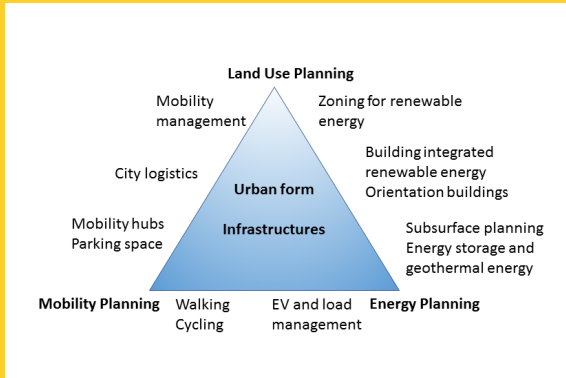 Land Use Planning
Mobility
management
Zoning for renewable
energy
City logistics
Building integrated
renewable energy
Orientation buildings
Urban form
Infrastructures
Mobility hubs
Parking space
Subsurface planning
Energy storage and
geothermal energy
Mobility Planning
Walking
Cycling
EV and load
management
Energy Planning